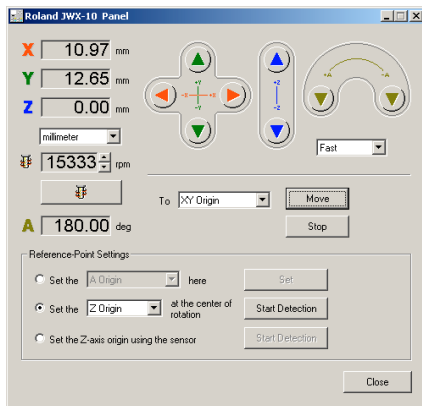 Roland JWX-10 Panel
X 10.97 mm
Y 12.65 mm
Z 0.00 mm
millimeter
15333 rpm
A 180.00 deg
+Y
-X +X
-Y
+Z
-Z
-A +A
Fast
To XY Origin Move
Stop
Reference-Point Settings
Set the A Origin here Set
Set the Z Origin at the center of rotation Start Detection
Set the Z-axis origin using the sensor Start Detection
Close